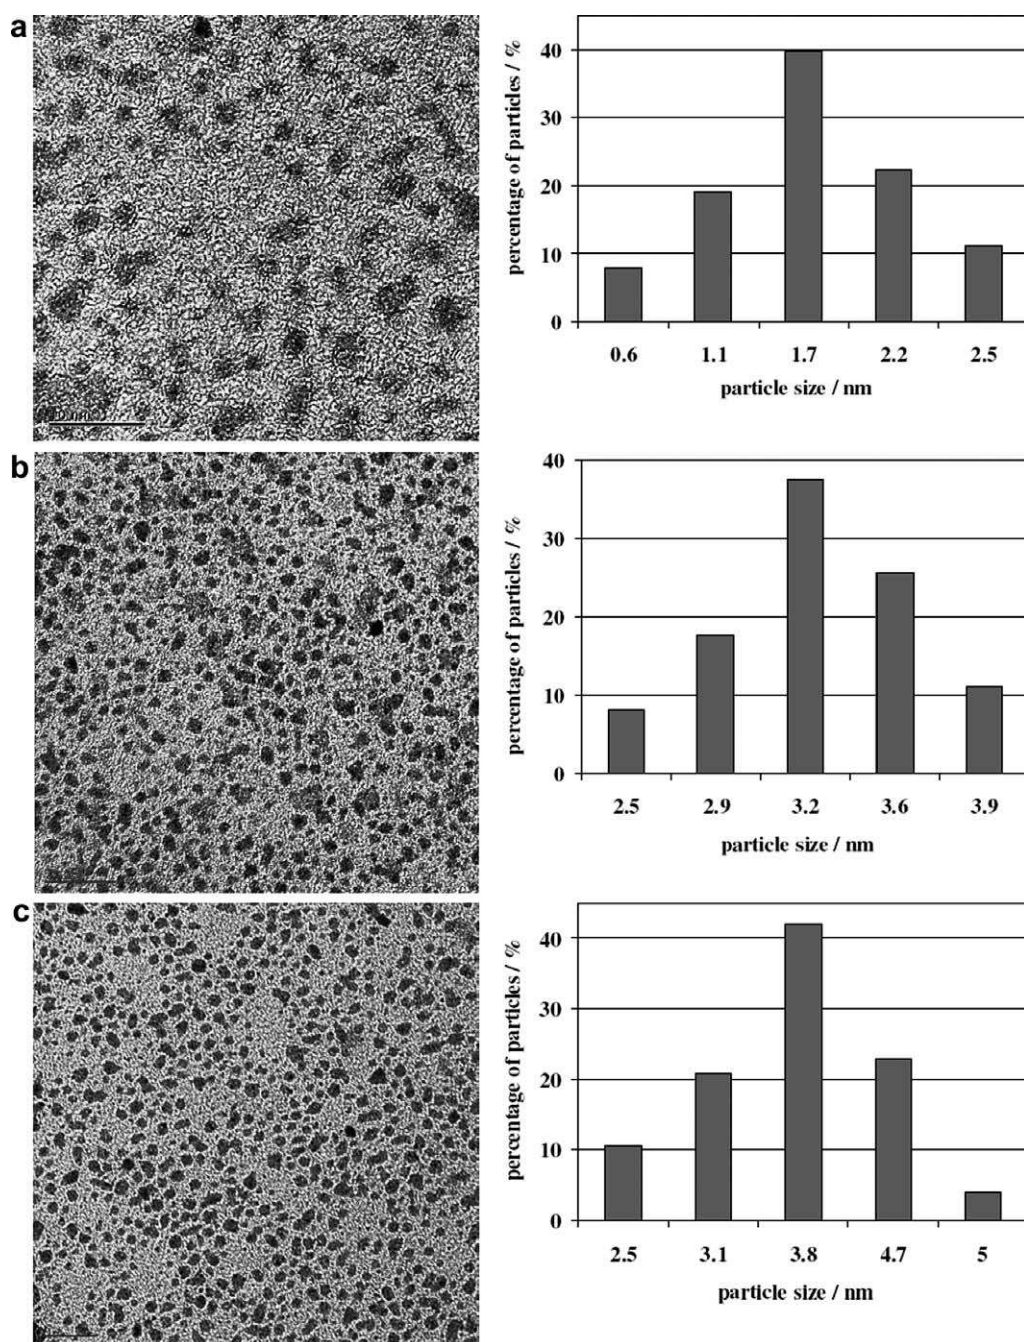 a
percentage of particles / %
40
30
20
10
0
0.6 1.1 1.7 2.2 2.5
particle size / nm
b
percentage of particles / %
40
30
20
10
0
2.5 2.9 3.2 3.6 3.9
particle size / nm
c
percentage of particles / %
40
30
20
10
0
2.5 3.1 3.8 4.7 5
particle size / nm